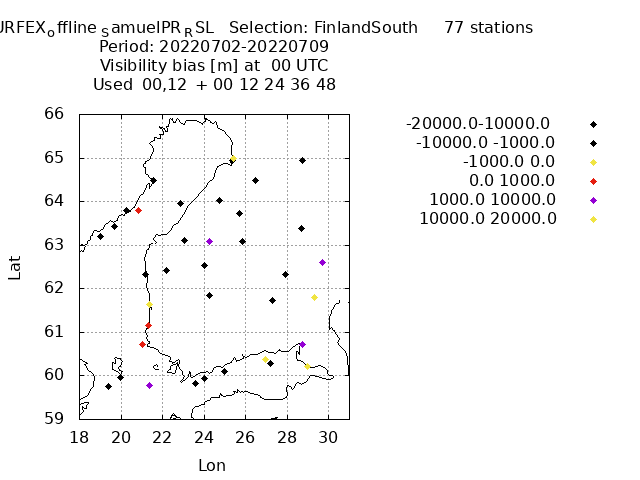 URFEXoffline SamuelPRRSL Selection: FinlandSouth 77 stations
Period: 20220702-20220709
Visibility bias [m] at 00 UTC
Used 00,12 + 00 12 24 36 48
-20000.0-10000.0
-10000.0 -1000.0
-1000.0 0.0
0.0 1000.0
1000.0 10000.0
10000.0 20000.0
66
65
64
63
62
61
60
59
Lat
18 20 22 24 26 28 30
Lon